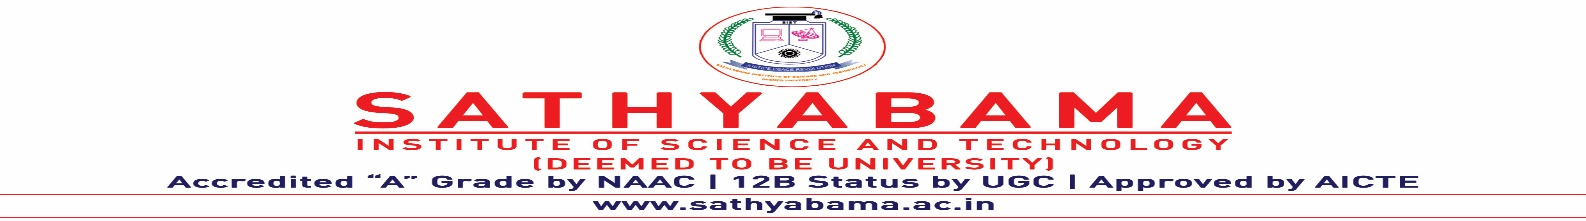 SATHYABAMA
INSTITUTE OF SCIENCE AND TECHNOLOGY
(DEEMED TO BE UNIVERSITY)
Accredited “A” Grade by NAAC | 12B Status by UGC | Approved by AICTE
www.sathyabama.ac.in